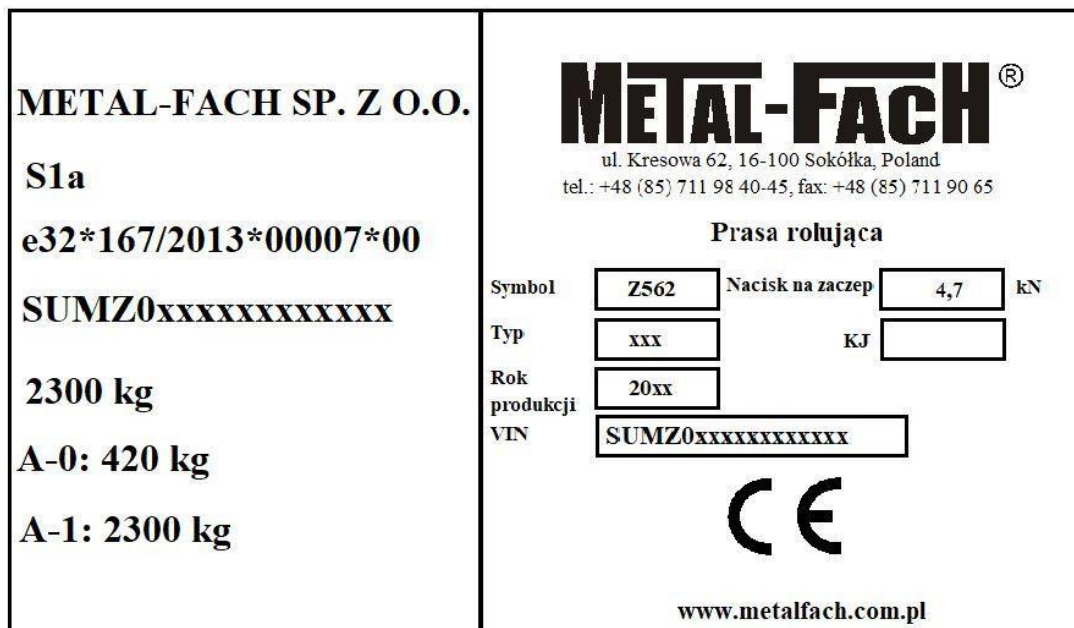 METAL-FACH SP. Z O.O.
S1a
e32*167/2013*00007*00
SUMZ0xxxxxxxxxxxx
2300 kg
A-0: 420 kg
A-1: 2300 kg
METAL-FACH ®
ul. Kresowa 62, 16-100 Sokółka, Poland
tel.: +48 (85) 711 98 40-45, fax: +48 (85) 711 90 65
Prasa rolująca
Symbol Z562 Nacisk na zaczep 4,7 kN
Typ xxx KJ
Rok produkcji 20xx
VIN SUMZ0xxxxxxxxxxxx
CE
www.metalfach.com.pl